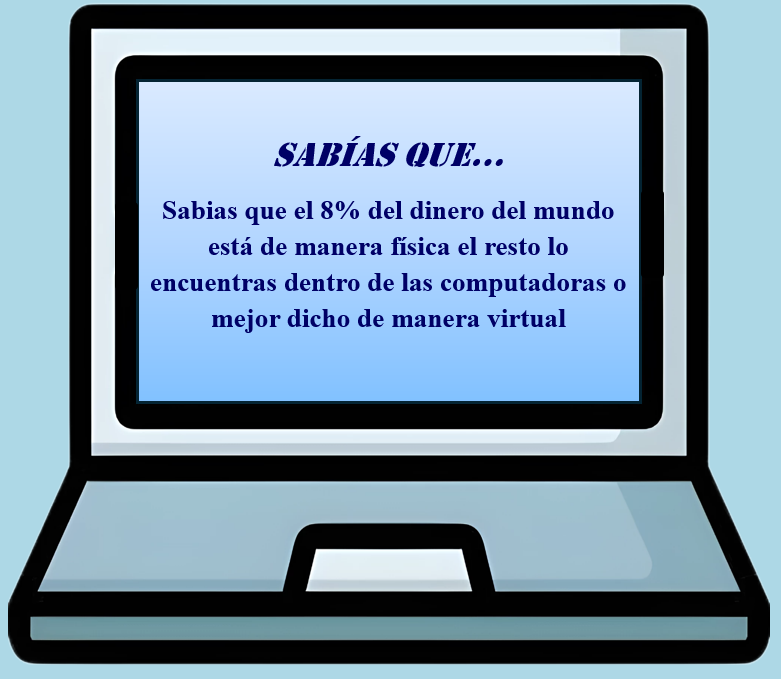 SABÍAS QUE...
Sabias que el 8% del dinero del mundo
está de manera física el resto lo
encuentras dentro de las computadoras o
mejor dicho de manera virtual